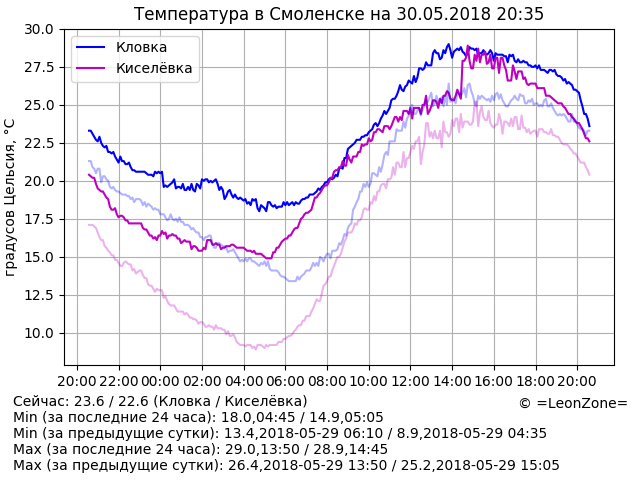 Температура в Смоленске на 30.05.2018 20:35
Кловка
Киселёвка
градусов Цельсия, °C
30.0
27.5
25.0
22.5
20.0
17.5
15.0
12.5
10.0
20:00 22:00 00:00 02:00 04:00 06:00 08:00 10:00 12:00 14:00 16:00 18:00 20:00
© =LeonZone=
Сейчас: 23.6 / 22.6 (Кловка / Киселёвка)
Min (за последние 24 часа): 18.0,04:45 / 14.9,05:05
Min (за предыдущие сутки): 13.4,2018-05-29 06:10 / 8.9,2018-05-29 04:35
Max (за последние 24 часа): 29.0,13:50 / 28.9,14:45
Max (за предыдущие сутки): 26.4,2018-05-29 13:50 / 25.2,2018-05-29 15:05